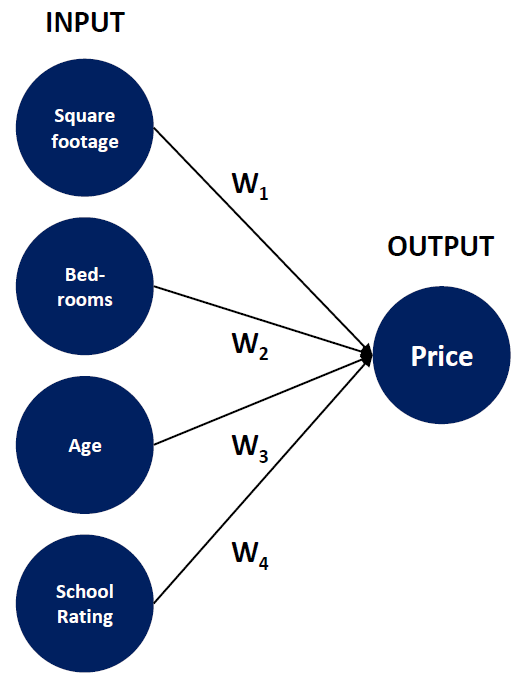 INPUT
Square
footage
W1
Bed-
rooms
OUTPUT
W2
Price
Age
W3
W4
School
Rating